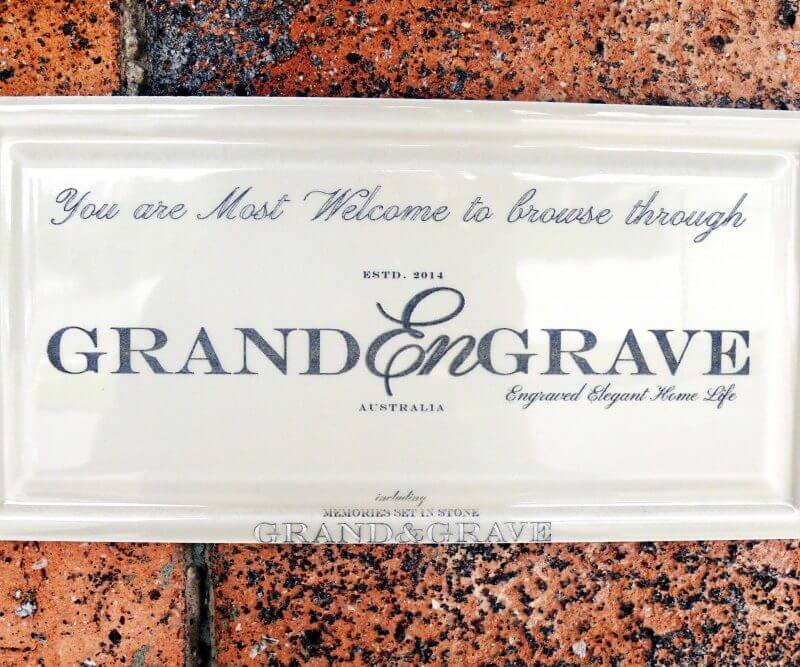 You are Most Welcome to browse through
ESTD. 2014
GRANDEnGRAVE
Engraved Elegant Home Life
AUSTRALIA
including
MEMORIES SET IN STONE
GRAND&GRAVE